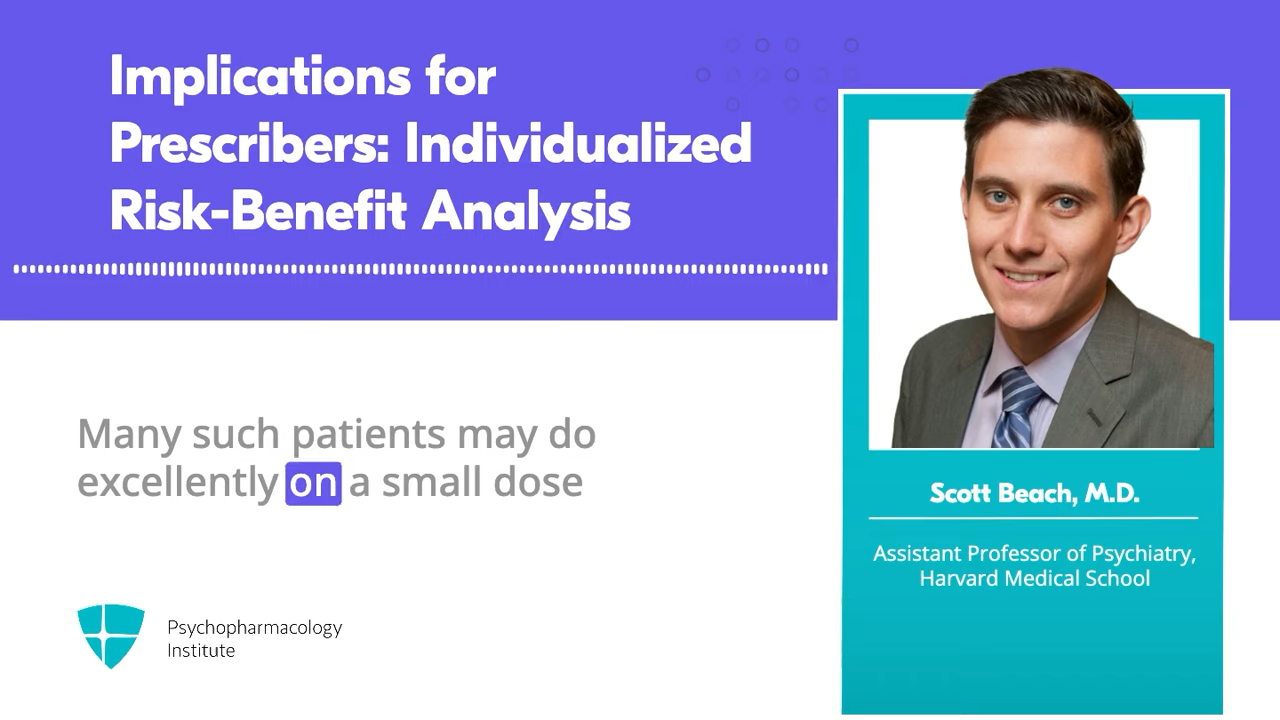 Implications for
Prescribers: Individualized
Risk-Benefit Analysis
Many such patients may do
excellently on a small dose
Psychopharmacology
Institute
Scott Beach, M.D.
Assistant Professor of Psychiatry,
Harvard Medical School